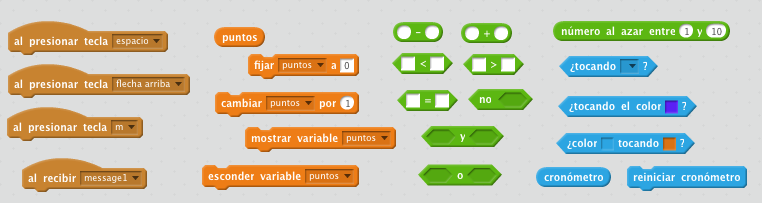 al presionar tecla espacio
al presionar tecla flecha arriba
al presionar tecla m
al recibir message1
puntos
fijar puntos a 0
cambiar puntos por 1
mostrar variable puntos
esconder variable puntos
-
+
<
>
=
no
y
o
número al azar entre 1 y 10
¿tocando ?
¿tocando el color ?
¿color tocando ?
cronómetro
reiniciar cronómetro